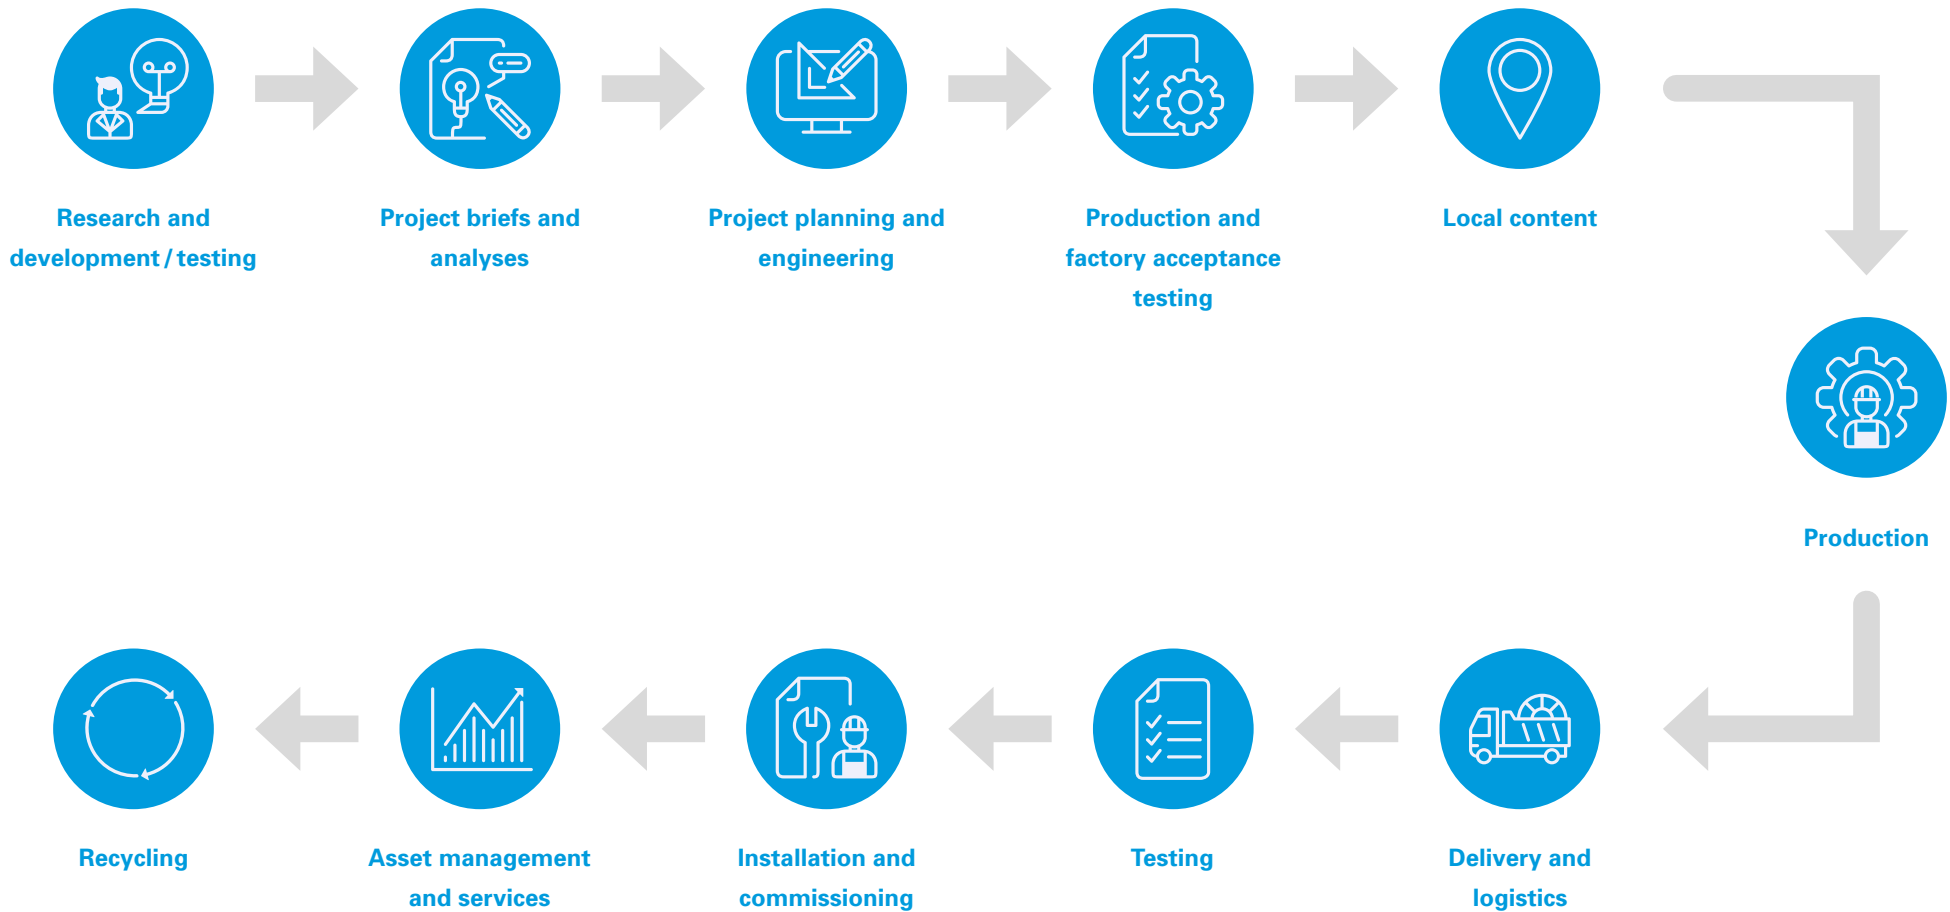 Research and
development / testing
Project briefs and
analyses
Project planning and
engineering
Production and
factory acceptance
testing
Local content
Production
Recycling
Asset management
and services
Installation and
commissioning
Testing
Delivery and
logistics